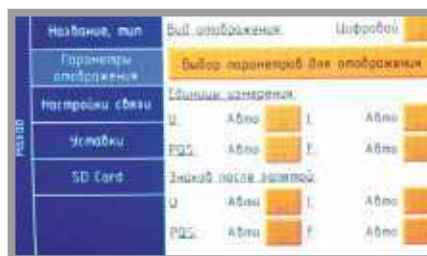 НАЗАД
Название, тип
Параметры
отображения
Настройки связи
Уставки
SD Card
Вид отображения: Цифровой
Выбор параметров для отображения
Единицы измерения:
U: Авто I: Авто
PQS: Авто F: Авто
Знаков после запятой:
U: Авто I: Авто
PQS: Авто F: Авто